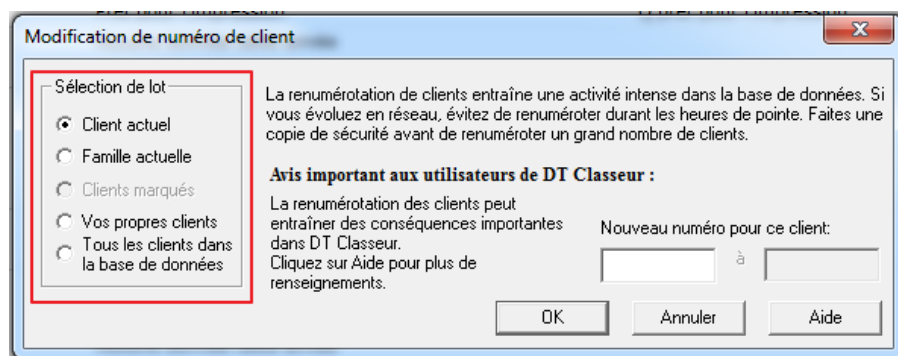 Modification de numéro de client
Sélection de lot
Client actuel
Famille actuelle
Clients marqués
Vos propres clients
Tous les clients dans
la base de données
La renumérotation de clients entraîne une activité intense dans la base de données. Si
vous évoluez en réseau, évitez de renuméroter durant les heures de pointe. Faites une
copie de sécurité avant de renuméroter un grand nombre de clients.
Avis important aux utilisateurs de DT Classeur :
La renumérotation des clients peut
entraîner des conséquences importantes
dans DT Classeur.
Cliquez sur Aide pour plus de
renseignements.
Nouveau numéro pour ce client:
à
OK
Annuler
Aide